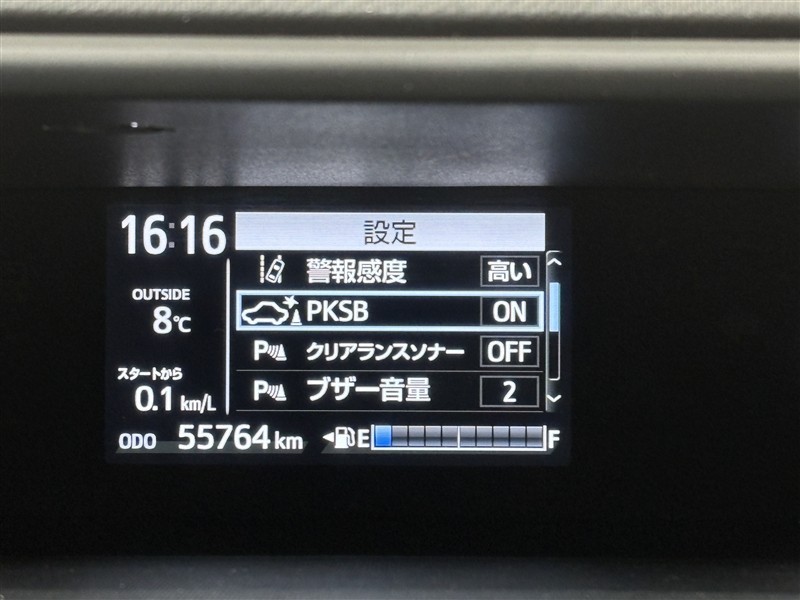 16:16
設定
警報感度 高い
OUTSIDE
8℃
PKSB ON
クリアランスソナー OFF
スタートから
0.1 km/L
ブザー音量 2
ODO 55764 km
E F